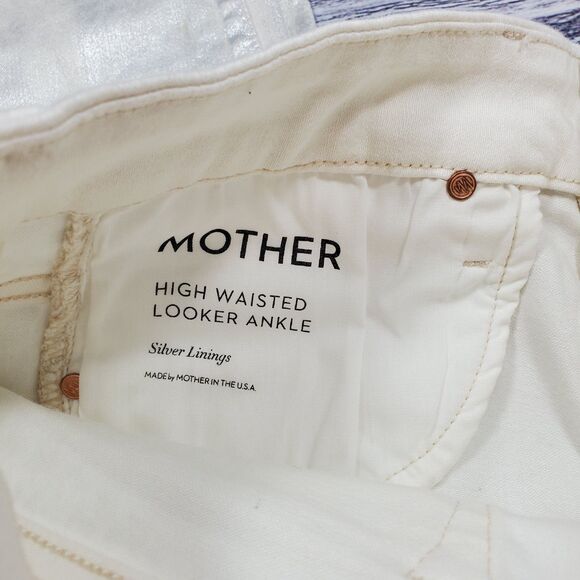 MOTHER
HIGH WAISTED
LOOKER ANKLE
Silver Linings
MADE by MOTHER IN THE U.S.A.